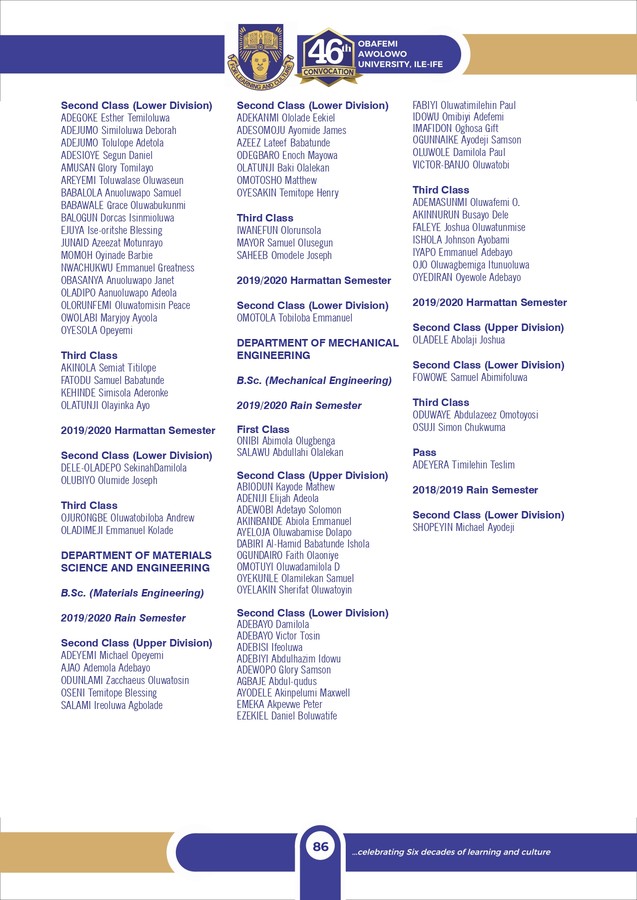 FOR LEARNING AND CULTURE
46th
CONVOCATION
OBAFEMI
AWOLOWO
UNIVERSITY, ILE-IFE
Second Class (Lower Division)
ADEGOKE Esther Temiloluwa
ADEJUMO Similoluwa Deborah
ADEJUMO Tolulope Adetola
ADESIOYE Segun Daniel
AMUSAN Glory Tomilayo
AREYEMI Toluwalase Oluwaseun
BABALOLA Anuoluwapo Samuel
BABAWALE Grace Oluwabukunmi
BALOGUN Dorcas Isinmioluwa
EJUYA Ise-oritshe Blessing
JUNAID Azeezat Motunrayo
MOMOH Oyinade Barbie
NWACHUKWU Emmanuel Greatness
OBASANYA Anuoluwapo Janet
OLADIPO Aanuoluwapo Adeola
OLORUNFEMI Oluwatomisin Peace
OWOLABI Maryjoy Ayoola
OYESOLA Opeyemi
Third Class
AKINOLA Semiat Titilope
FATODU Samuel Babatunde
KEHINDE Simisola Aderonke
OLATUNJI Olayinka Ayo
2019/2020 Harmattan Semester
Second Class (Lower Division)
DELE-OLADEPO SekinahDamilola
OLUBIYO Olumide Joseph
Third Class
OJURONGBE Oluwatobiloba Andrew
OLADIMEJI Emmanuel Kolade
DEPARTMENT OF MATERIALS
SCIENCE AND ENGINEERING
B.Sc. (Materials Engineering)
2019/2020 Rain Semester
Second Class (Upper Division)
ADEYEMI Michael Opeyemi
AJAO Ademola Adebayo
ODUNLAMI Zacchaeus Oluwatosin
OSENI Temitope Blessing
SALAMI Ireoluwa Agbolade
Second Class (Lower Division)
ADEKANMI Ololade Eekiel
ADESOMOJU Ayomide James
AZEEZ Lateef Babatunde
ODEGBARO Enoch Mayowa
OLATUNJI Baki Olalekan
OMOTOSHO Matthew
OYESAKIN Temitope Henry
Third Class
IWANEFUN Olorunsola
MAYOR Samuel Olusegun
SAHEEB Omodele Joseph
2019/2020 Harmattan Semester
Second Class (Lower Division)
OMOTOLA Tobiloba Emmanuel
DEPARTMENT OF MECHANICAL
ENGINEERING
B.Sc. (Mechanical Engineering)
2019/2020 Rain Semester
First Class
ONIBI Abimola Olugbenga
SALAWU Abdullahi Olalekan
Second Class (Upper Division)
ABIODUN Kayode Mathew
ADENIJI Elijah Adeola
ADEWOBI Adetayo Solomon
AKINBANDE Abiola Emmanuel
AYELOJA Oluwabamise Dolapo
DABIRI Al-Hamid Babatunde Ishola
OGUNDAIRO Faith Olaoniye
OMOTUYI Oluwadamilola D
OYEKUNLE Olamilekan Samuel
OYELAKIN Sherifat Oluwatoyin
Second Class (Lower Division)
ADEBAYO Damilola
ADEBAYO Victor Tosin
ADEBISI Ifeoluwa
ADEBIYI Abdulhazim Idowu
ADEWOPO Glory Samson
AGBAJE Abdul-qudus
AYODELE Akinpelumi Maxwell
EMEKA Akpevwe Peter
EZEKIEL Daniel Boluwatife
FABIYI Oluwatimilehin Paul
IDOWU Omibiyi Adefemi
IMAFIDON Oghosa Gift
OGUNNAIKE Ayodeji Samson
OLUWOLE Damilola Paul
VICTOR-BANJO Oluwatobi
Third Class
ADEMASUNMI Oluwafemi O.
AKINNURUN Busayo Dele
FALEYE Joshua Oluwatunmise
ISHOLA Johnson Ayobami
IYAPO Emmanuel Adebayo
OJO Oluwagbemiga Itunuoluwa
OYEDIRAN Oyewole Adebayo
2019/2020 Harmattan Semester
Second Class (Upper Division)
OLADELE Abolaji Joshua
Second Class (Lower Division)
FOWOWE Samuel Abimifoluwa
Third Class
ODUWAYE Abdulazeez Omotoyosi
OSUJI Simon Chukwuma
Pass
ADEYERA Timilehin Teslim
2018/2019 Rain Semester
Second Class (Lower Division)
SHOPEYIN Michael Ayodeji
86
...celebrating Six decades of learning and culture